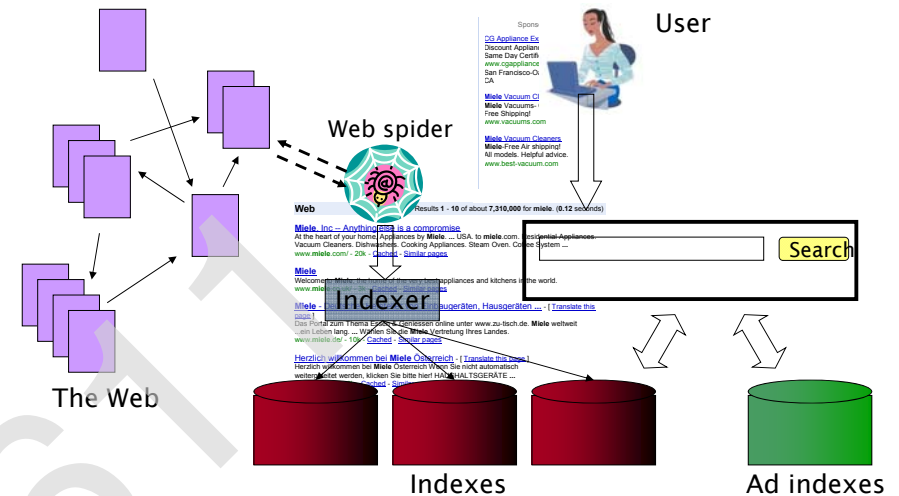 User
Spons
CG Appliance Ex
Discount Applian
Same Day Certifi
www.cgappliance
San Francisco-O
CA
Miele Vacuum Cl
Miele Vacuums-
Free Shipping!
www.vacuums.com
Miele Vacuum Cleaners
Miele-Free Air shipping!
All models. Helpful advice.
www.best-vacuum.com
Web spider
Web Results 1 - 10 of about 7,310,000 for miele. (0.12 seconds)
Miele, Inc -- Anything else is a compromise
At the heart of your home, Appliances by Miele. ... USA. to miele.com. Residential Appliances.
Vacuum Cleaners. Dishwashers. Cooking Appliances. Steam Oven. Coffee System ...
www.miele.com/ - 20k - Cached - Similar pages
Search
Miele
Welcome to Miele, the home of the very best appliances and kitchens in the world.
www.miele. - Cached - Similar pages
Indexer
Miele - Einbaugeräten, Hausgeräten ... - [ Translate this
page ]
Das Portal zum Thema Essen & Geniessen online unter www.zu-tisch.de. Miele weltweit
...ein Leben lang. ... Wählen Sie die Miele Vertretung Ihres Landes.
www.miele.de/ - 10k - Cached - Similar pages
Herzlich willkommen bei Miele Österreich - [ Translate this page ]
Herzlich willkommen bei Miele Österreich Wenn Sie nicht automatisch
weitergeleitet werden, klicken Sie bitte hier! HAUSHALTSGERÄTE ...
Cached - Simil
The Web
Indexes
Ad indexes